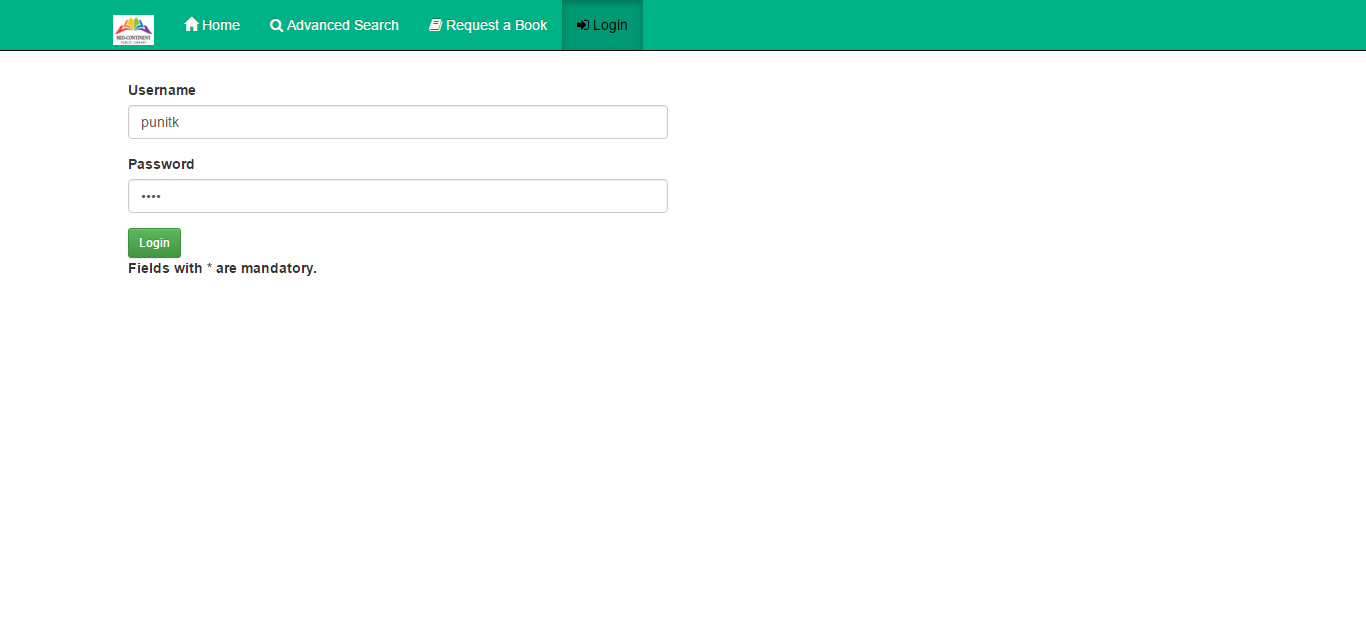 MID-CONTINENT
PUBLIC LIBRARY
Home
Advanced Search
Request a Book
Login
Username
punitk
Password
••••
Login
Fields with * are mandatory.